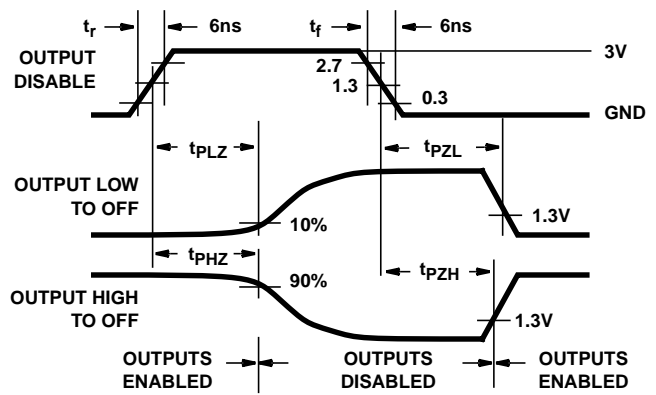 tr 6ns tf 6ns
OUTPUT
DISABLE
3V
2.7
1.3
0.3
GND
tPLZ tPZL
OUTPUT LOW
TO OFF
10%
1.3V
tPHZ tPZH
90%
OUTPUT HIGH
TO OFF
1.3V
OUTPUTS
ENABLED
OUTPUTS
DISABLED
OUTPUTS
ENABLED